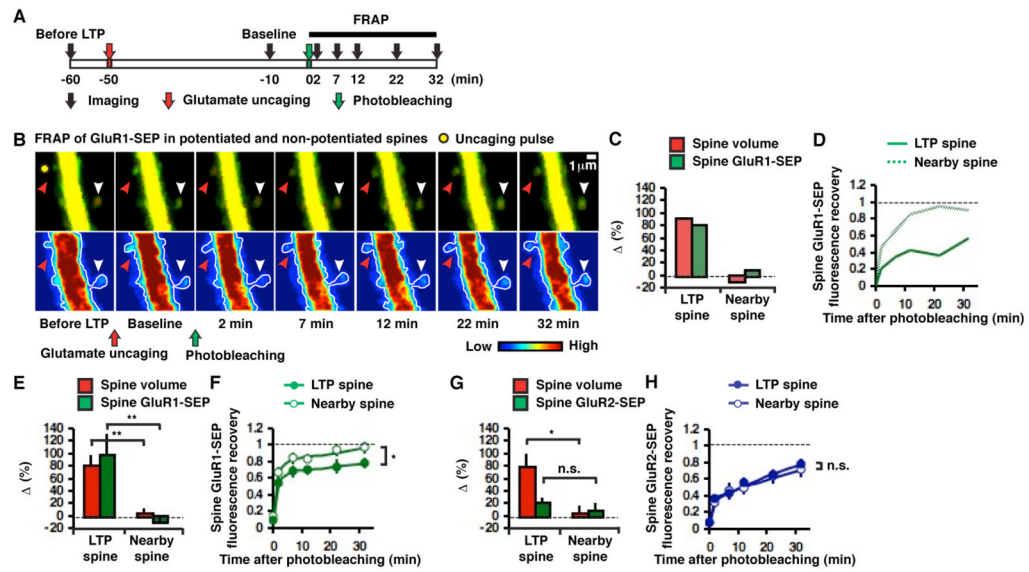 A
FRAP
Before LTP
Baseline
-60
-50
-10
02
7
12
22
32
(min)
Imaging
Glutamate uncaging
Photobleaching
B
FRAP of GluR1-SEP in potentiated and non-potentiated spines
Uncaging pulse
1 μm
Before LTP
Baseline
2 min
7 min
12 min
22 min
32 min
Glutamate uncaging
Photobleaching
Low
High
C
Spine volume
Spine GluR1-SEP
Δ (%)
140
120
100
80
60
40
20
0
-20
LTP spine
Nearby spine
D
LTP spine
Nearby spine
Spine GluR1-SEP
fluorescence recovery
1.2
1
0.8
0.6
0.4
0.2
0
0
10
20
30
Time after photobleaching (min)
E
Spine volume
Spine GluR1-SEP
Δ (%)
140
120
100
80
60
40
20
0
-20
**
**
LTP
spine
Nearby
spine
F
LTP spine
Nearby spine
Spine GluR1-SEP
fluorescence recovery
1.2
1
0.8
0.6
0.4
0.2
0
*
0
10
20
30
Time after photobleaching (min)
G
Spine volume
Spine GluR2-SEP
Δ (%)
140
120
100
80
60
40
20
0
-20
*
n.s.
LTP
spine
Nearby
spine
H
LTP spine
Nearby spine
Spine GluR2-SEP
fluorescence recovery
1.2
1
0.8
0.6
0.4
0.2
0
n.s.
0
10
20
30
Time after photobleaching (min)